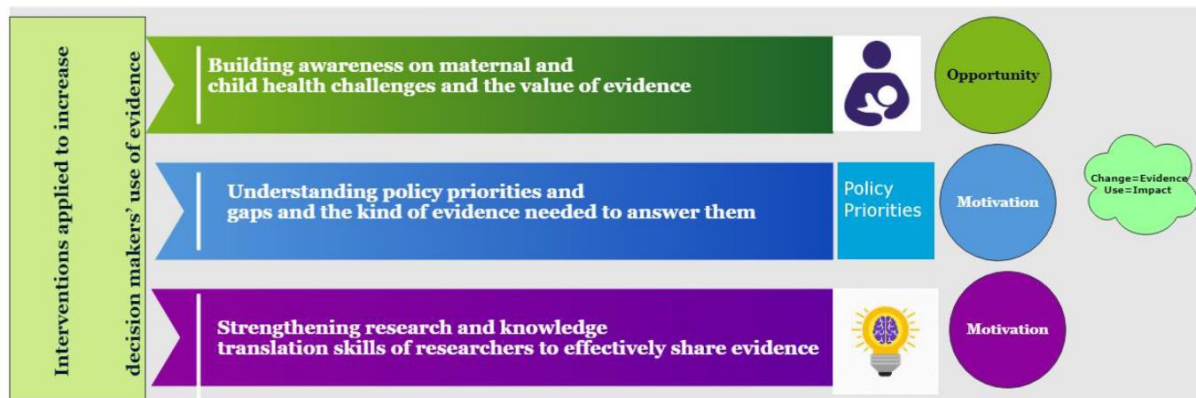 Interventions applied to increase
decision makers’ use of evidence
Building awareness on maternal and
child health challenges and the value of evidence
Opportunity
Understanding policy priorities and
gaps and the kind of evidence needed to answer them
Policy
Priorities
Motivation
Change=Evidence
Use=Impact
Strengthening research and knowledge
translation skills of researchers to effectively share evidence
Motivation